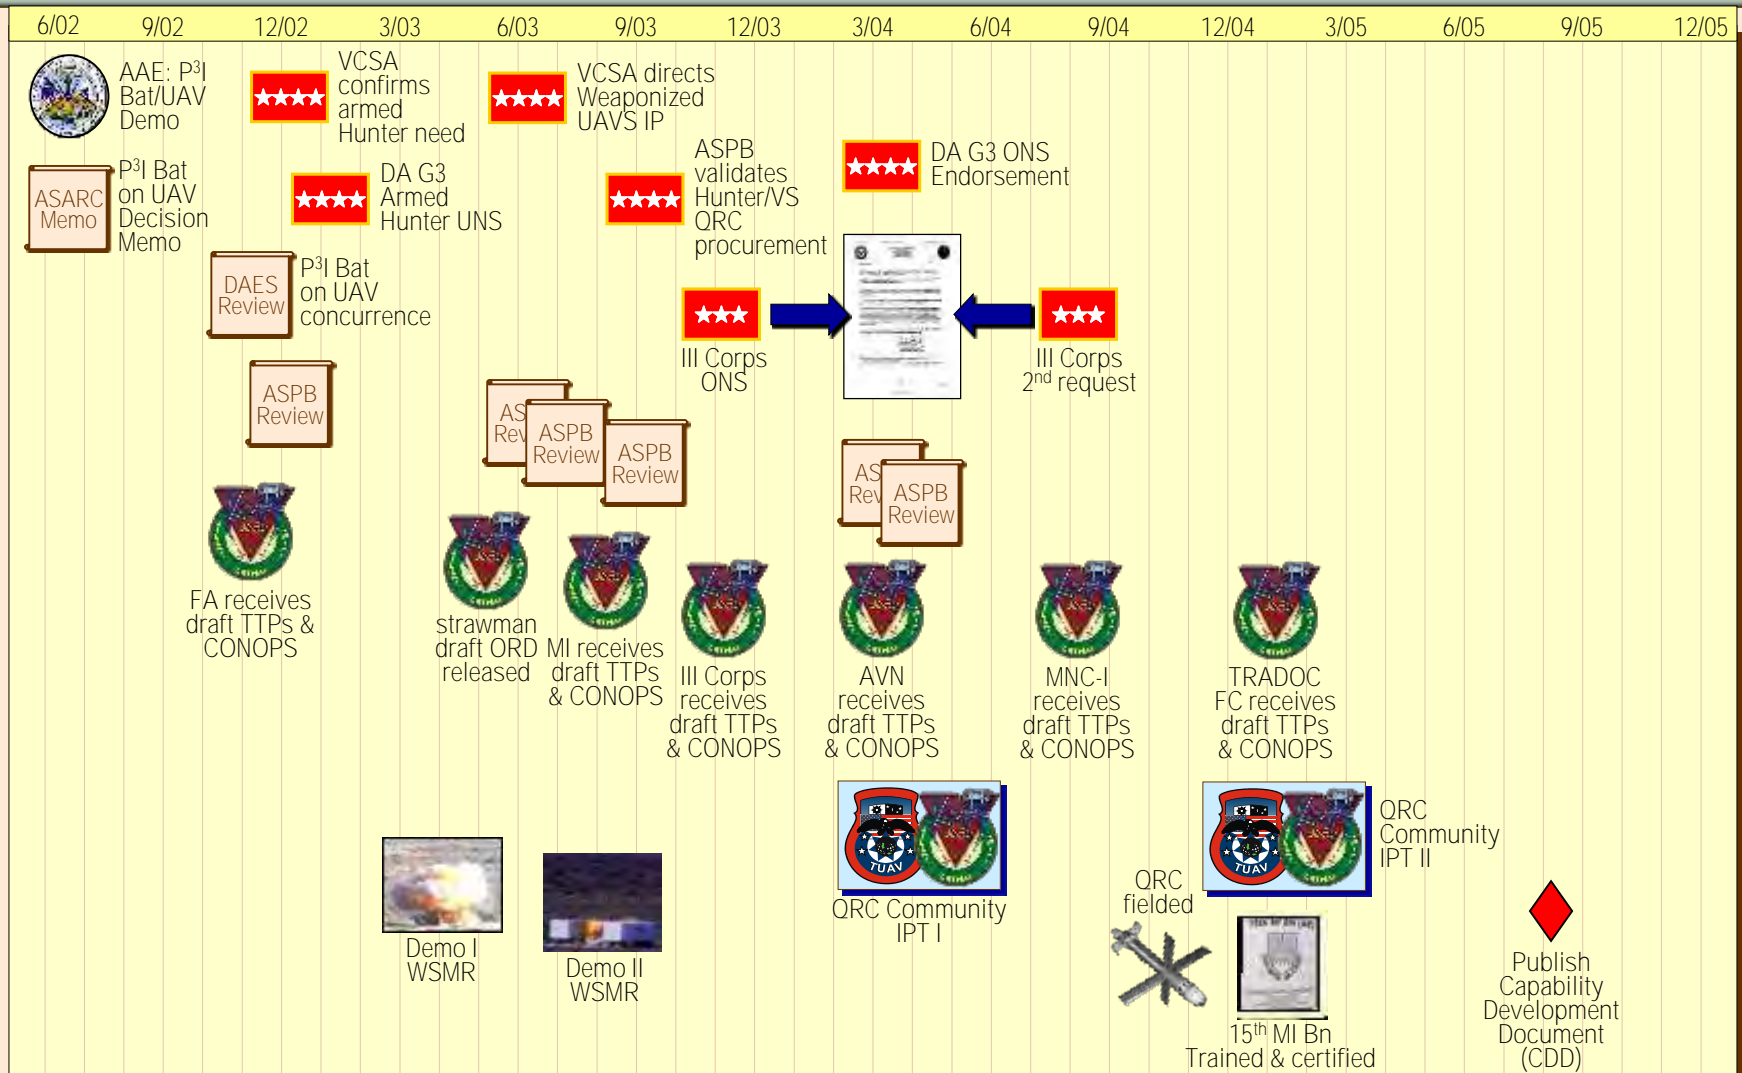 6/02 9/02 12/02 3/03 6/03 9/03 12/03 3/04 6/04 9/04 12/04 3/05 6/05 9/05 12/05
AAE: P³I
Bat/UAV
Demo
VCSA
confirms
armed
Hunter need
VCSA directs
Weaponized
UAVS IP
ASARC
Memo
P³I Bat
on UAV
Decision
Memo
DA G3
Armed
Hunter UNS
ASPB
validates
Hunter/VS
QRC
procurement
DA G3 ONS
Endorsement
DAES
Review
P³I Bat
on UAV
concurrence
III Corps
ONS
III Corps
2nd request
ASPB
Review
AS
Rev
ASPB
Review
ASPB
Review
AS
Rev
ASPB
Review
FA receives
draft TTPs &
CONOPS
strawman
draft ORD
released
MI receives
draft TTPs
& CONOPS
III Corps
receives
draft TTPs
& CONOPS
AVN
receives
draft TTPs
& CONOPS
MNC-I
receives
draft TTPs
& CONOPS
TRADOC
FC receives
draft TTPs
& CONOPS
Demo I
WSMR
Demo II
WSMR
TUAV
QRC Community
IPT I
QRC
fielded
TUAV
QRC
Community
IPT II
15th MI Bn
Trained & certified
Publish
Capability
Development
Document
(CDD)